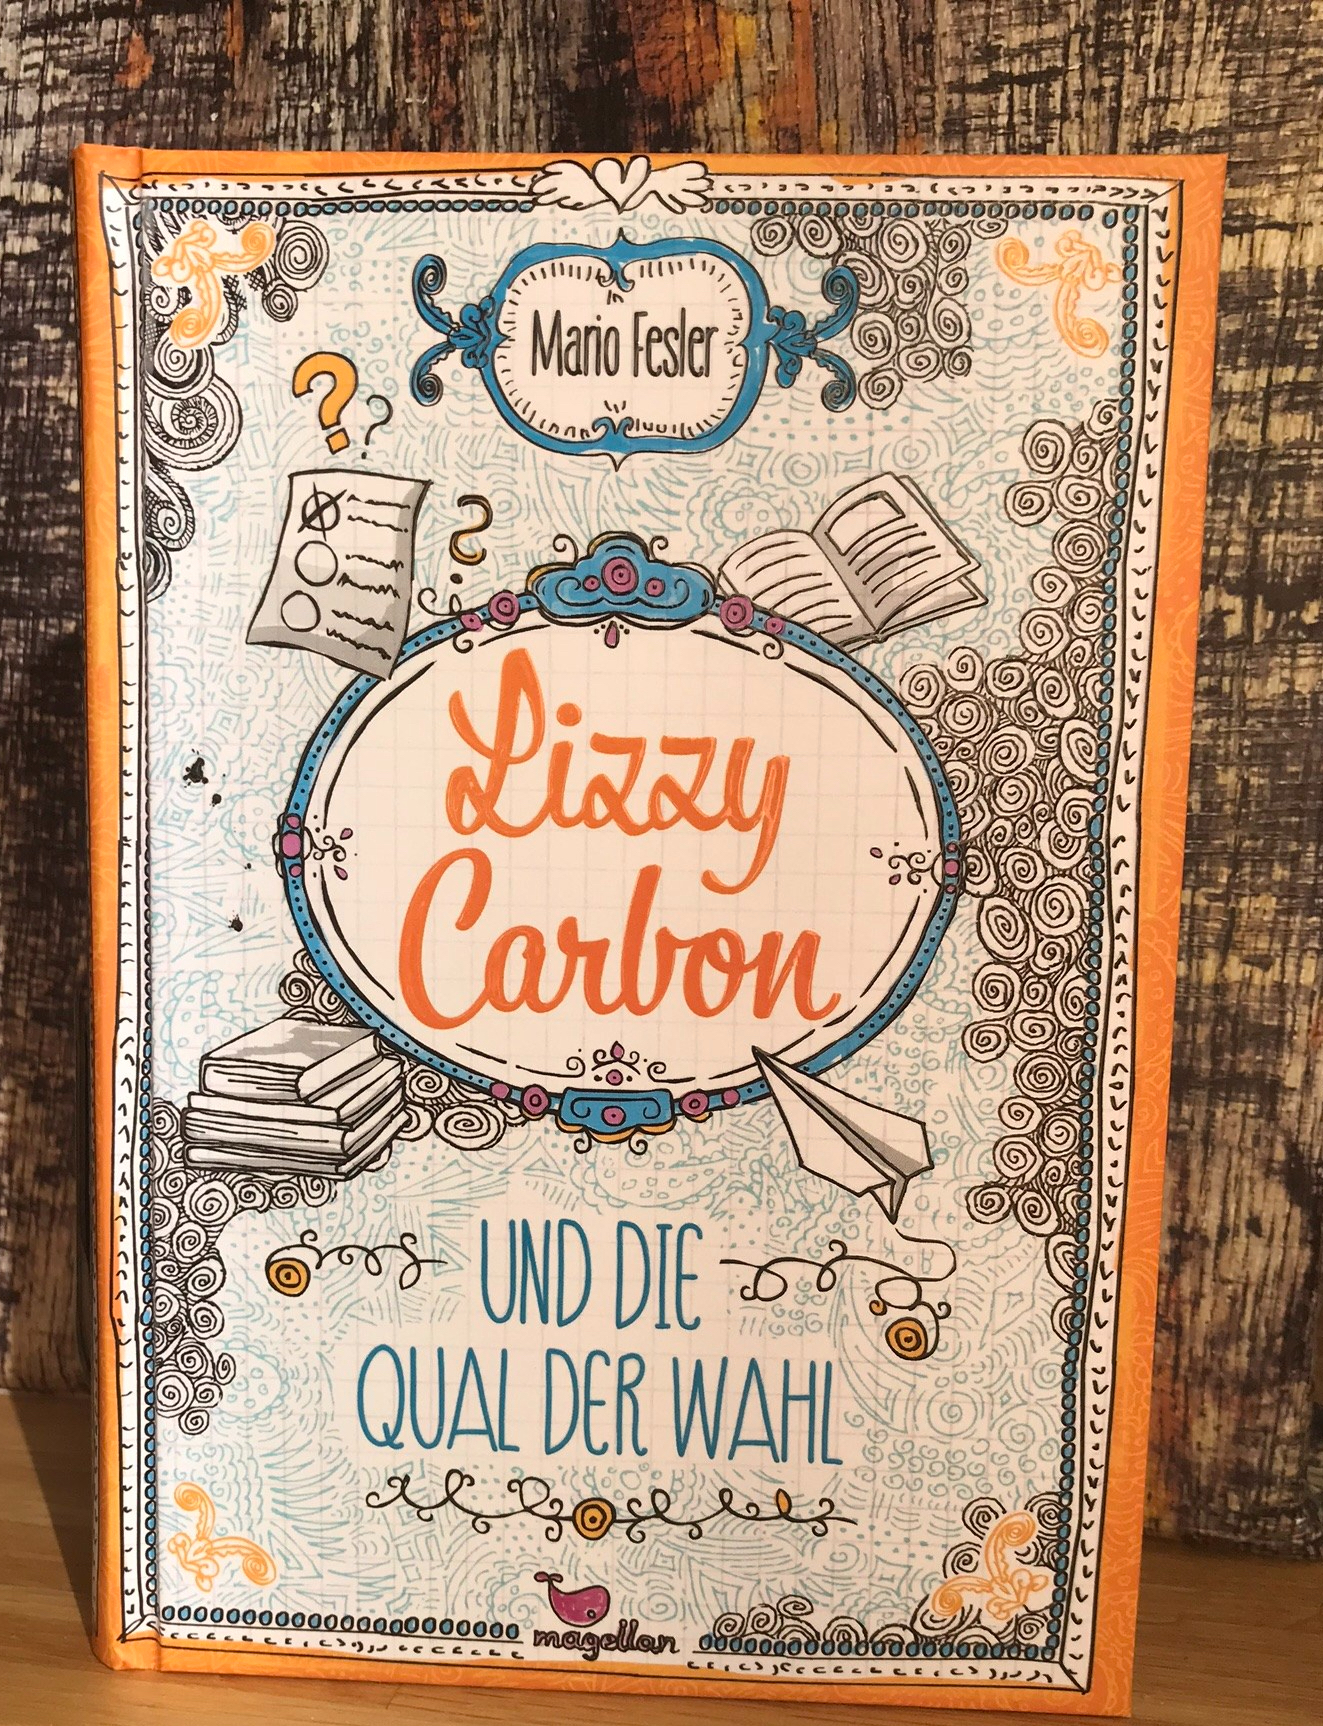 Mario Fesler
Lizzy
Carbon
UND DIE
QUAL DER WAHL
magellan